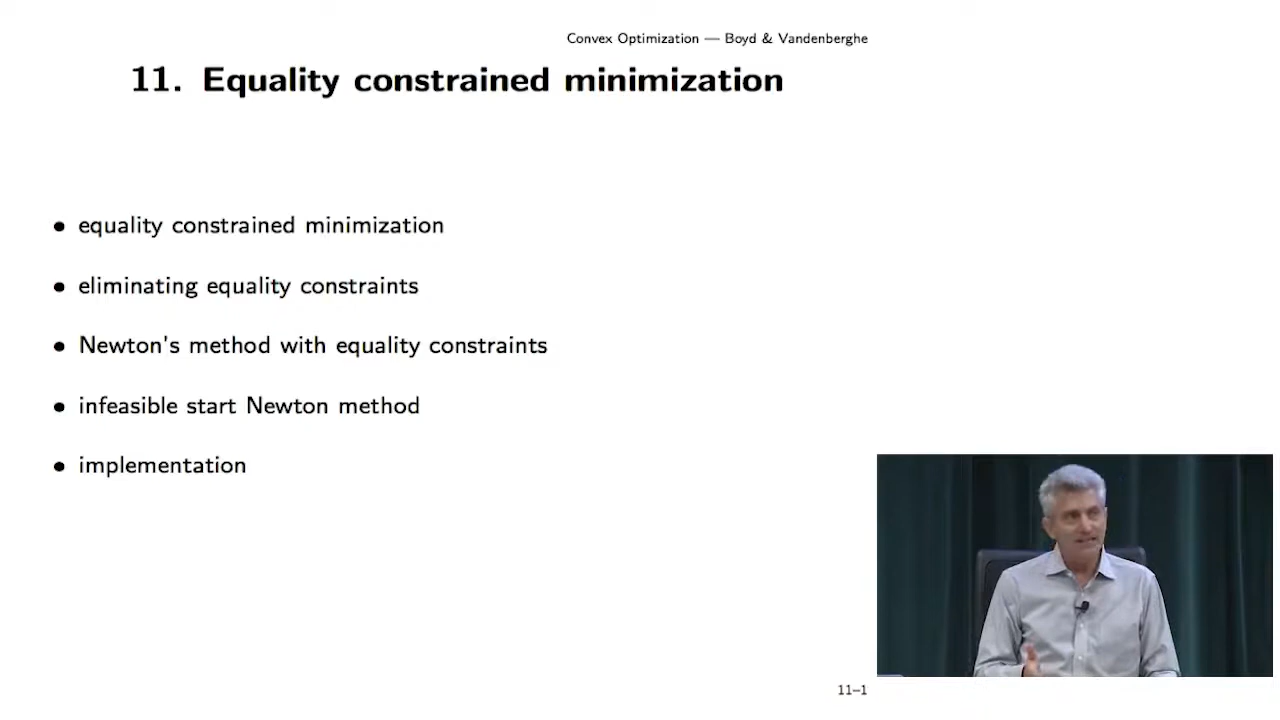 Convex Optimization — Boyd & Vandenberghe
11. Equality constrained minimization
• equality constrained minimization
• eliminating equality constraints
• Newton's method with equality constraints
• infeasible start Newton method
• implementation
11–1